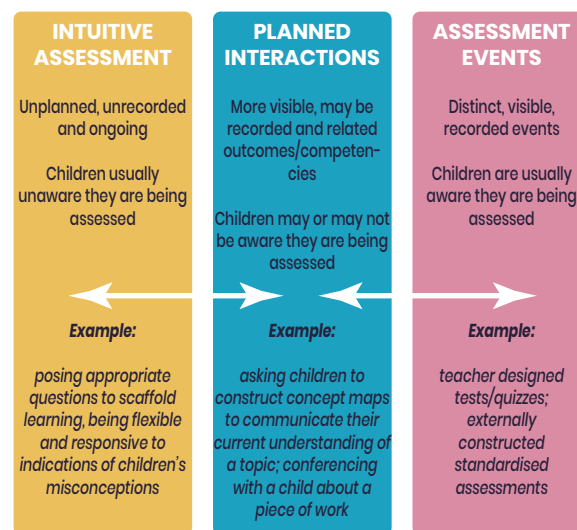 INTUITIVE
ASSESSMENT
Unplanned, unrecorded
and ongoing
Children usually
unaware they are being
assessed
Example:
posing appropriate
questions to scaffold
learning, being flexible
and responsive to
indications of children's
misconceptions
PLANNED
INTERACTIONS
More visible, may be
recorded and related
outcomes/competen-
cies
Children may or may not
be aware they are being
assessed
Example:
asking children to
construct concept maps
to communicate their
current understanding of
a topic; conferencing
with a child about a
piece of work
ASSESSMENT
EVENTS
Distinct, visible,
recorded events
Children are usually
aware they are being
assessed
Example:
teacher designed
tests/quizzes;
externally
constructed
standardised
assessments